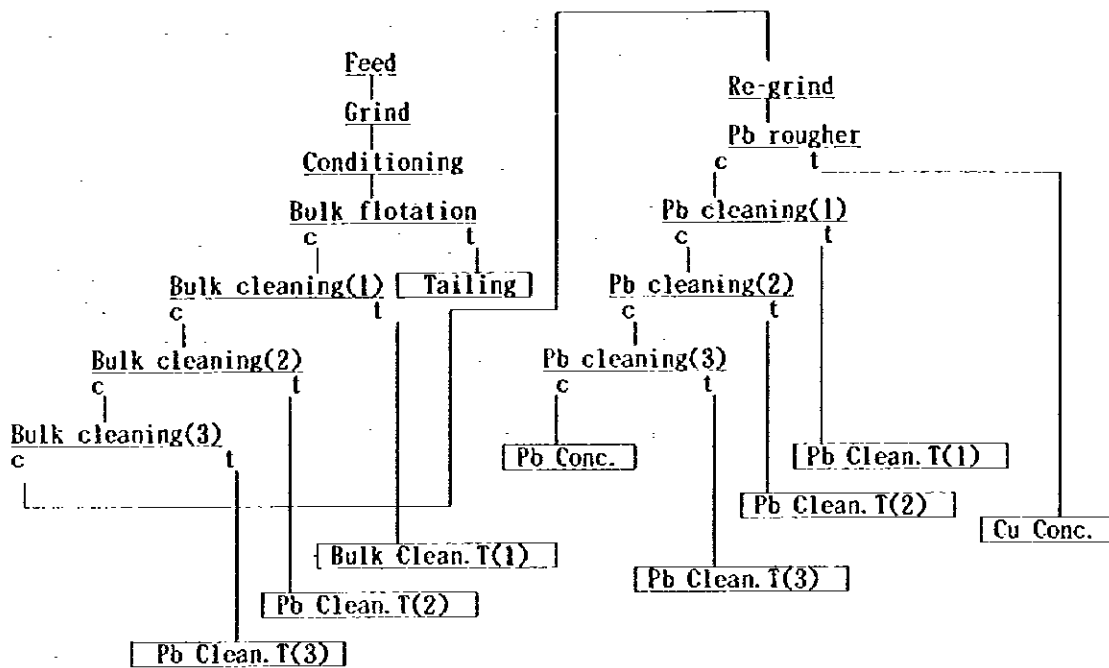 Feed
Grind
Conditioning
Bulk flotation
c t
Bulk cleaning(1)
Tailing
c t
Bulk cleaning(2)
c t
Bulk cleaning(3)
c t
Bulk Clean. T(1)
Pb Clean. T(2)
Pb Clean. T(3)
Re-grind
Pb rougher
c t
Pb cleaning(1)
c t
Pb cleaning(2)
c t
Pb cleaning(3)
c t
Pb Conc.
Pb Clean. T(1)
Pb Clean. T(2)
Cu Conc.
Pb Clean. T(3)